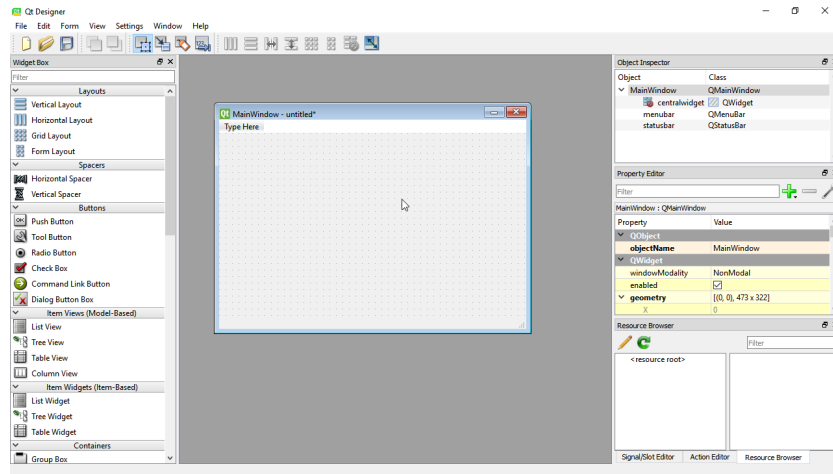 Qt Designer
File Edit Form View Settings Window Help
Widget Box
Filter
Layouts
Vertical Layout
Horizontal Layout
Grid Layout
Form Layout
Spacers
Horizontal Spacer
Vertical Spacer
Buttons
OK Push Button
Tool Button
Radio Button
Check Box
Command Link Button
Dialog Button Box
Item Views (Model-Based)
List View
Tree View
Table View
Column View
Item Widgets (Item-Based)
List Widget
Tree Widget
Table Widget
Containers
Group Box
MainWindow - untitled*
Type Here
Object Inspector
Object Class
MainWindow QMainWindow
centralwidget QWidget
menubar QMenuBar
statusbar QStatusBar
Property Editor
Filter
MainWindow : QMainWindow
Property Value
QObject
objectName MainWindow
QWidget
windowModality NonModal
enabled
geometry [(0, 0), 473 x 322]
X 0
Resource Browser
Filter
<resource root>
Signal/Slot Editor Action Editor Resource Browser